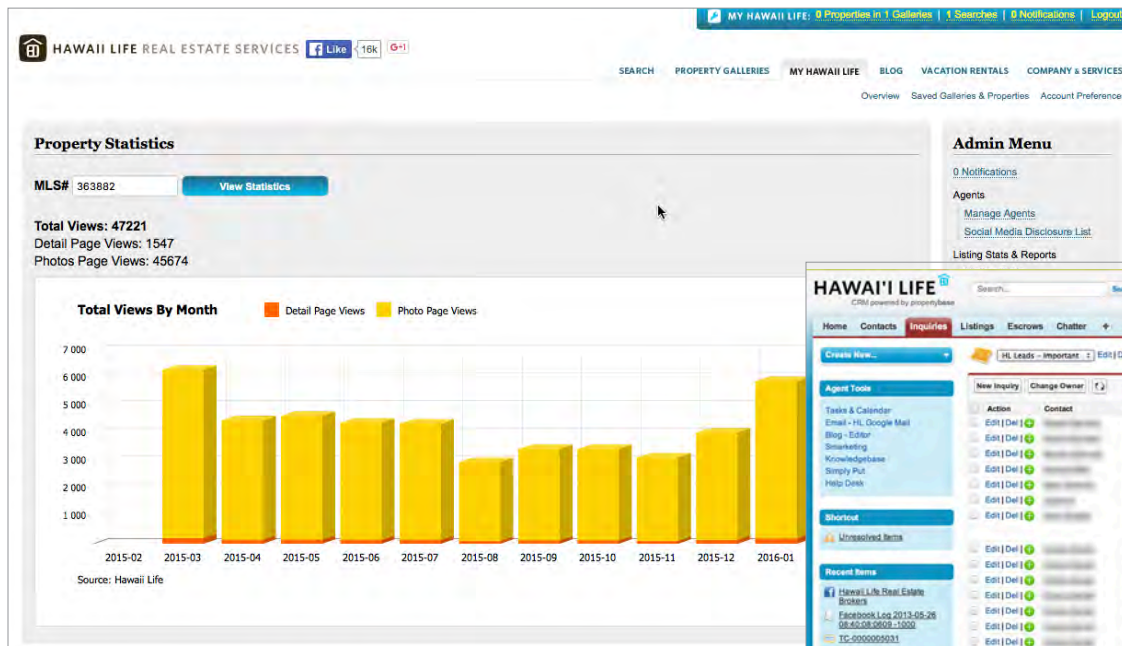 MY HAWAII LIFE: 0 Properties in 1 Galleries | 1 Searches | 0 Notifications | Logout
HAWAII LIFE REAL ESTATE SERVICES Like 16k G+1
SEARCH PROPERTY GALLERIES MY HAWAII LIFE BLOG VACATION RENTALS COMPANY & SERVICES
Overview Saved Galleries & Properties Account Preference
Property Statistics
MLS# 363882 View Statistics
Total Views: 47221
Detail Page Views: 1547
Photos Page Views: 45674
Total Views By Month Detail Page Views Photo Page Views
7 000
6 000
5 000
4 000
3 000
2 000
1 000
2015-02 2015-03 2015-04 2015-05 2015-06 2015-07 2015-08 2015-09 2015-10 2015-11 2015-12 2016-01
Source: Hawaii Life
Admin Menu
0 Notifications
Agents
Manage Agents
Social Media Disclosure List
Listing Stats & Reports
HAWAI'I LIFE
CRM powered by propertybase
Search... Se
Home Contacts Inquiries Listings Escrows Chatter +
Create New...
Agent Tools
Tasks & Calendar
Email - HL Google Mail
Blog - Editor
Smarketing
Knowledgebase
Simply Put
Help Desk
Shortcut
Unresolved Items
Recent Items
Hawaii Life Real Estate
Brokers
Facebook Log 2013-05-26
08:40:08:0609 -1000
TC-0000005031
HL Leads - Important Edit | D
New Inquiry Change Owner
Action Contact
Edit | Del |
Edit | Del |
Edit | Del |
Edit | Del |
Edit | Del |
Edit | Del |
Edit | Del |
Edit | Del |
Edit | Del |
Edit | Del |
Edit | Del |
Edit | Del |
Edit | Del |
Edit | Del |